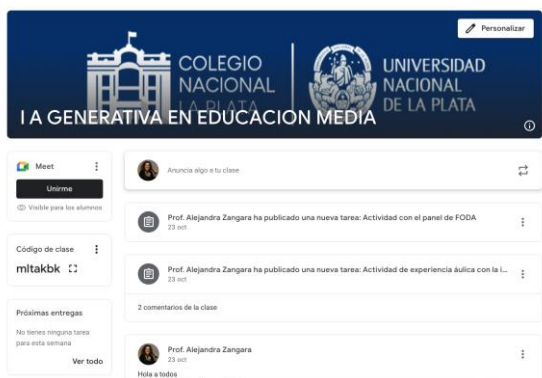 Personalizar
COLEGIO
NACIONAL
LA PLATA
UNIVERSIDAD
NACIONAL
DE LA PLATA
I A GENERATIVA EN EDUCACION MEDIA
Meet
Unirme
Visible para los alumnos
Código de clase
mltakbk
Próximas entregas
No tienes ninguna tarea
para esta semana
Ver todo
Anuncia algo a tu clase
Prof. Alejandra Zangara ha publicado una nueva tarea: Actividad con el panel de FODA
23 oct
Prof. Alejandra Zangara ha publicado una nueva tarea: Actividad de experiencia áulica con la i...
23 oct
2 comentarios de la clase
Prof. Alejandra Zangara
23 oct
Hola a todos